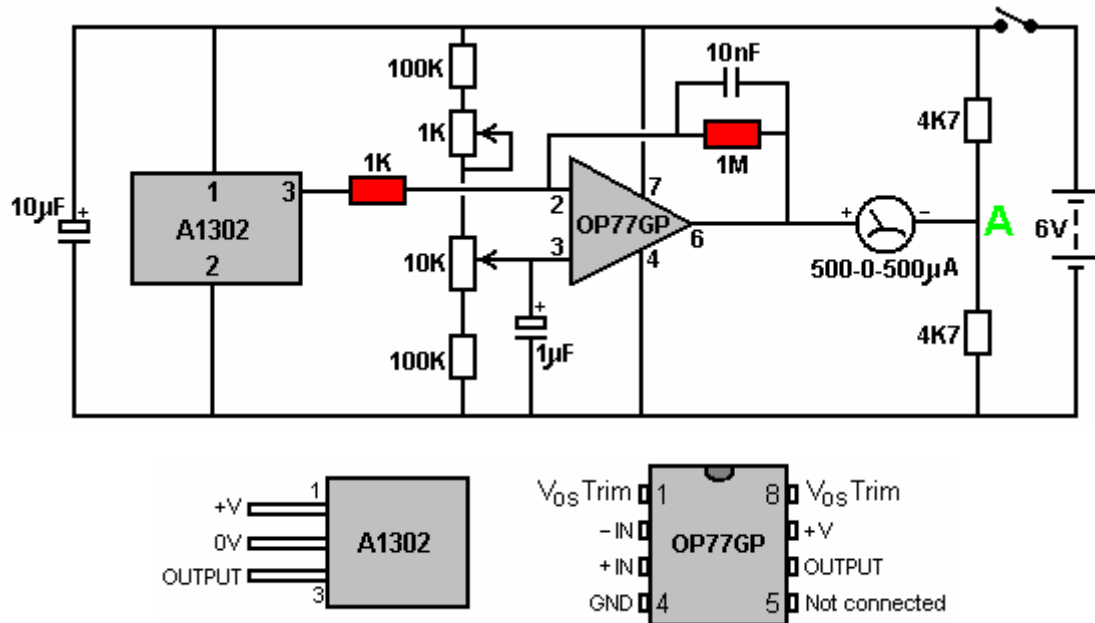 10nF
100K
4K7
1K
1K
1M
1 3
7
10µF +
A1302
2
OP77GP
6
+ −
A
6V
2
3
10K
4
500-0-500µA
+
4K7
100K
1µF
1
+V
0V
A1302
OUTPUT
3
V0S Trim 1 8 V0S Trim
− IN +V
OP77GP
+ IN OUTPUT
GND 4 5 Not connected